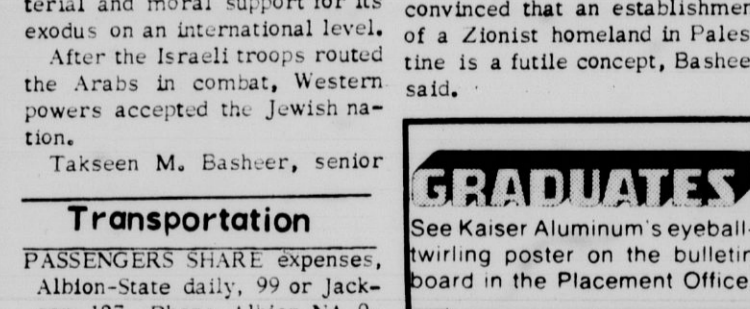 terial and moral support for its
exodus on an international level.
After the Israeli troops routed
the Arabs in combat, Western
powers accepted the Jewish na-
tion.
Takseen M. Basheer, senior
Transportation
PASSENGERS SHARE expenses,
Albion-State daily, 99 or Jack-
convinced that an establishmen
of a Zionist homeland in Pales
tine is a futile concept, Bashee
said.
GRADUATES
See Kaiser Aluminum's eyeball-
twirling poster on the bulletin
board in the Placement Office